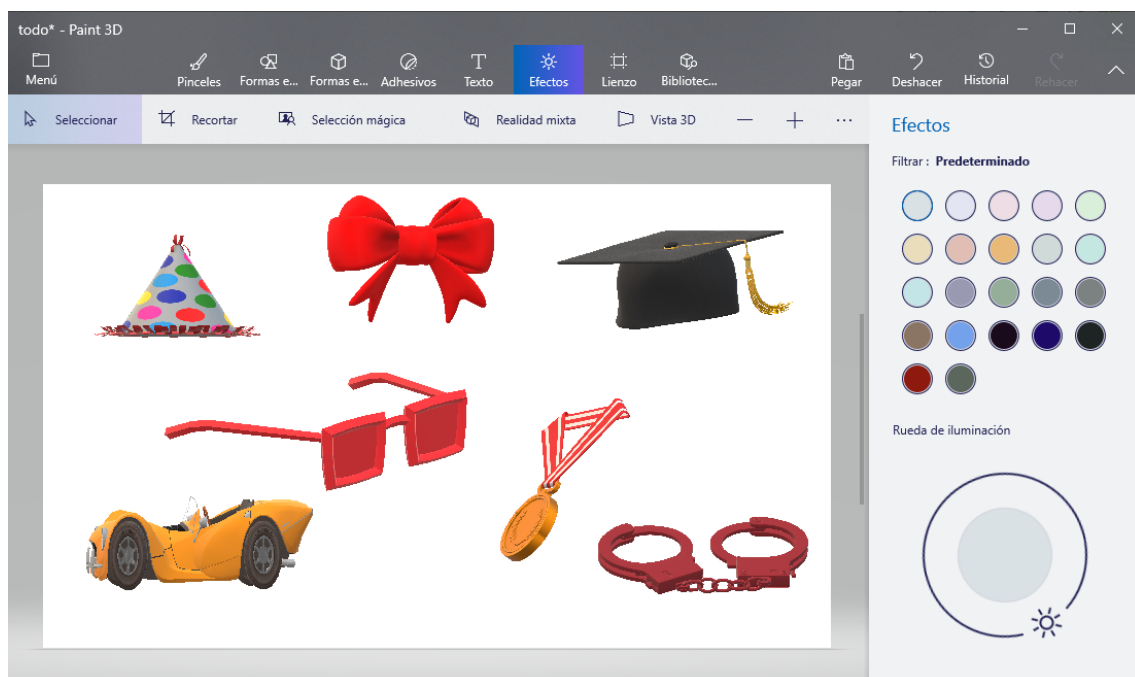 todo* - Paint 3D
Menú
Pinceles
Formas e...
Formas e...
Adhesivos
Texto
Efectos
Lienzo
Bibliotec...
Pegar
Deshacer
Historial
Rehacer
Seleccionar
Recortar
Selección mágica
Realidad mixta
Vista 3D
Efectos
Filtrar : Predeterminado
Rueda de iluminación